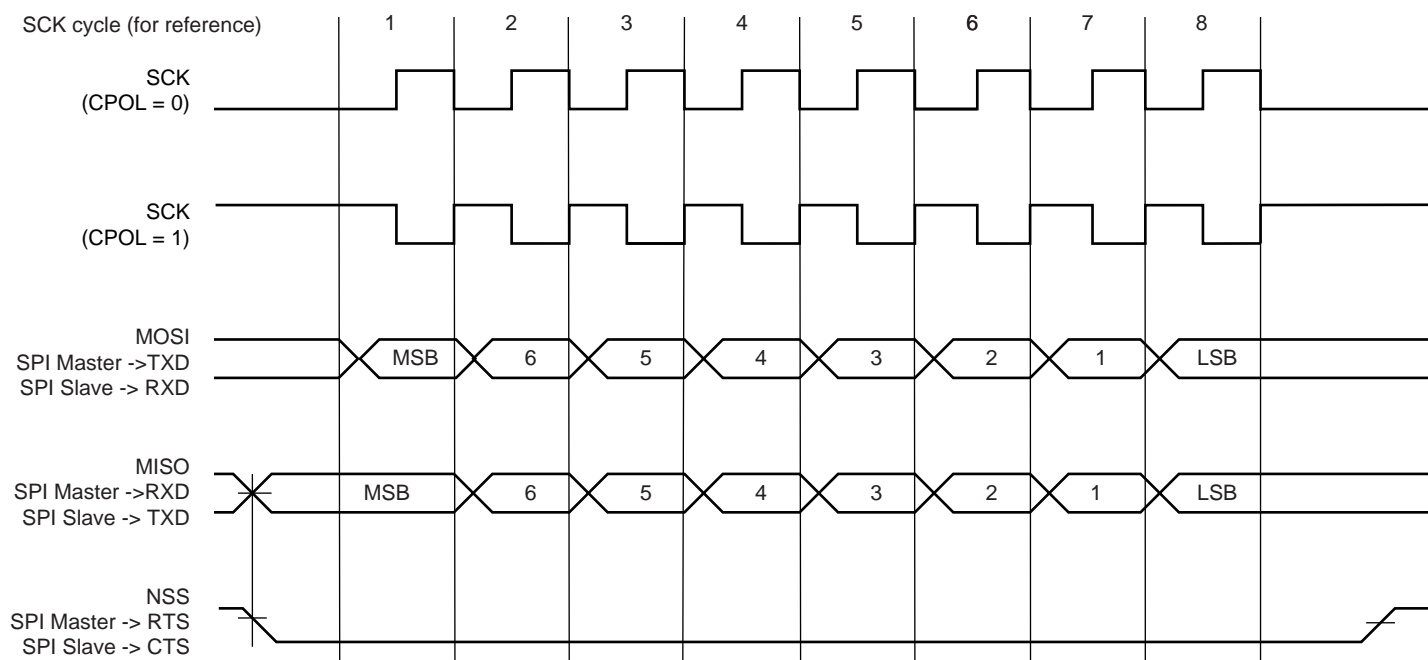 SCK cycle (for reference) 1 2 3 4 5 6 7 8
SCK
(CPOL = 0)
SCK
(CPOL = 1)
MOSI
SPI Master ->TXD
SPI Slave -> RXD
MSB 6 5 4 3 2 1 LSB
MISO
SPI Master ->RXD
SPI Slave -> TXD
MSB 6 5 4 3 2 1 LSB
NSS
SPI Master -> RTS
SPI Slave -> CTS